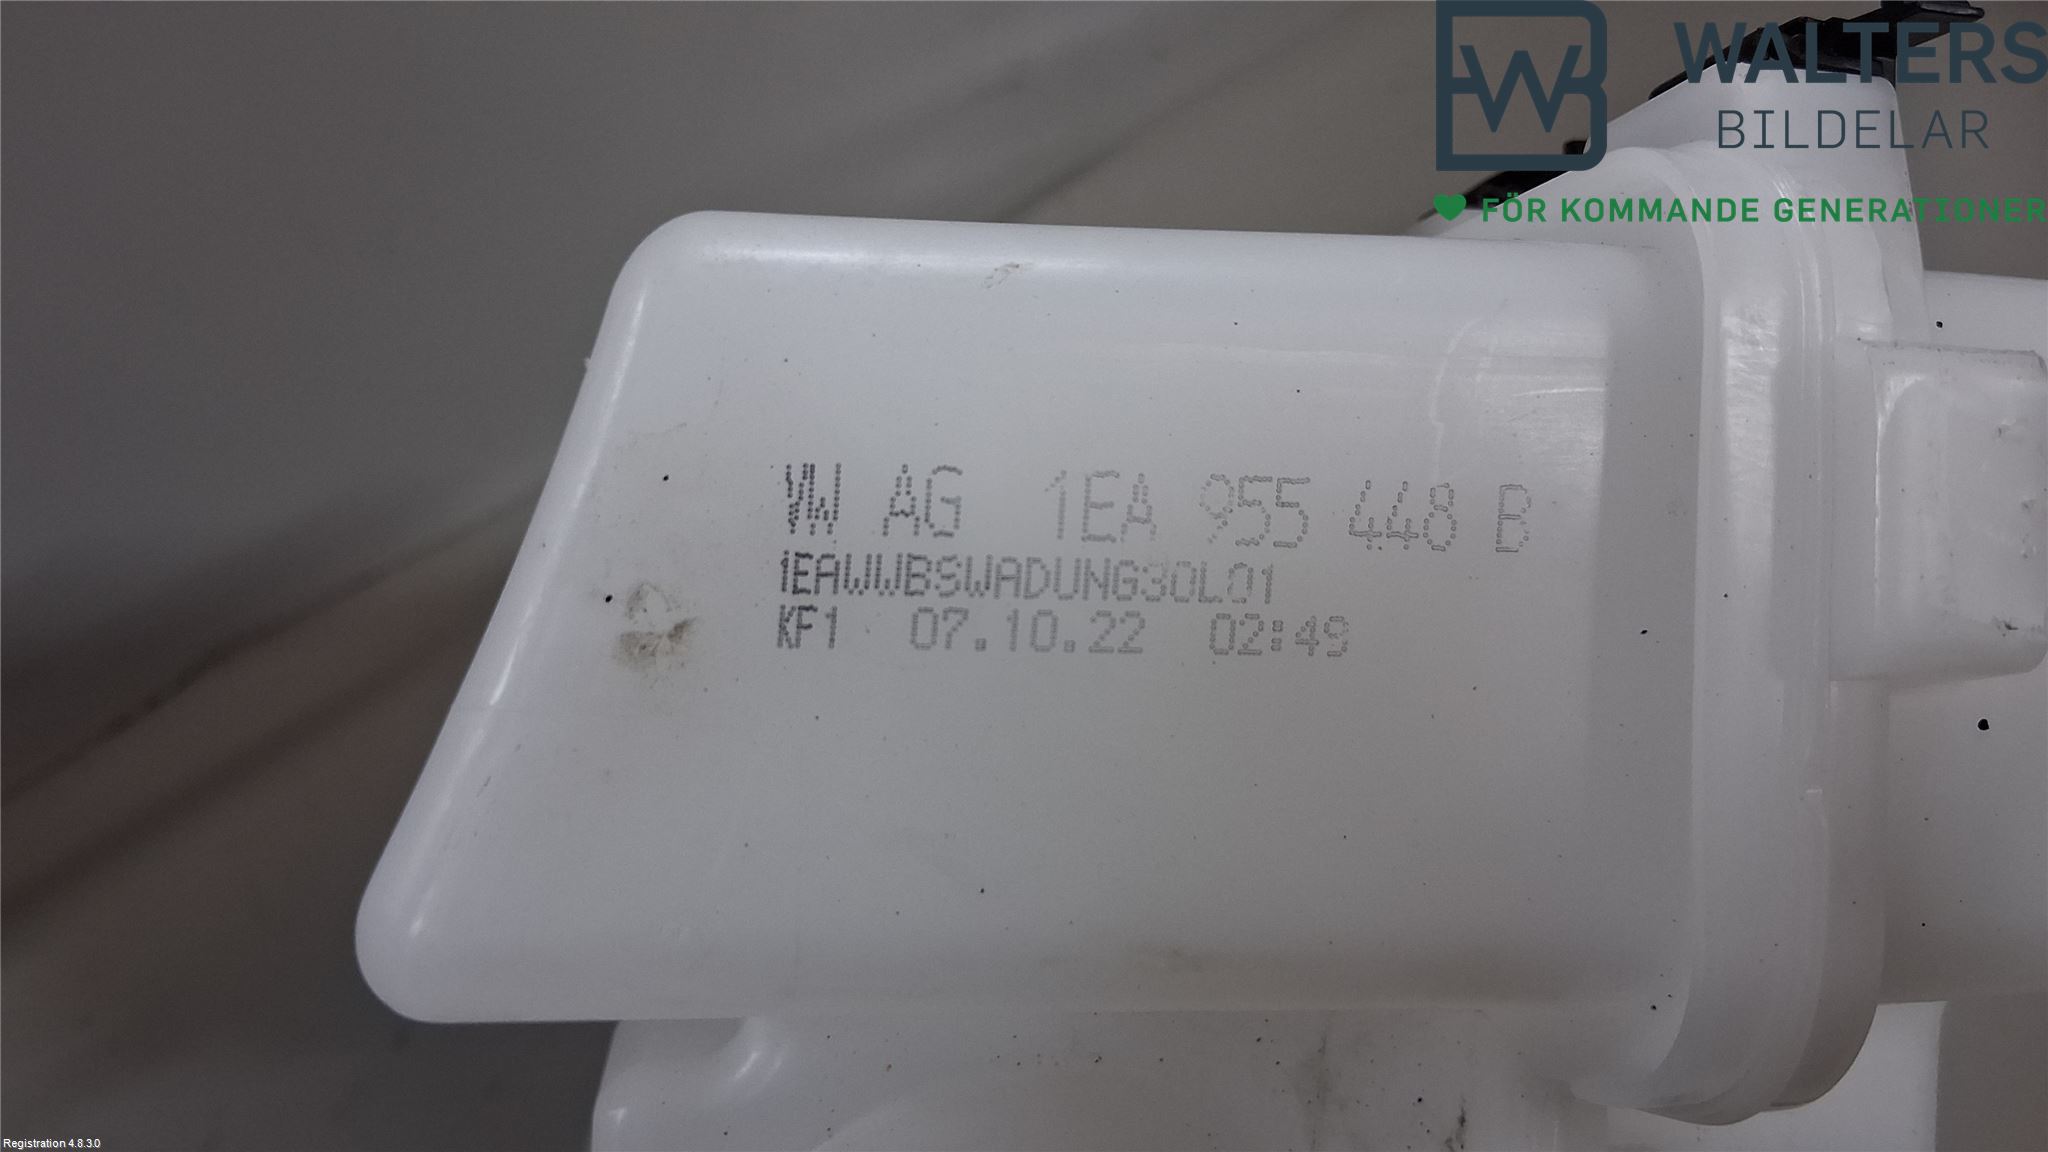 WALTERS
BILDELAR
FÖR KOMMANDE GENERATIONER
VW AG 1EA 955 448 D
1EAWWBSWADUNG30L01
KF1 07.10.22 02:49
Registration 4.8.3.0